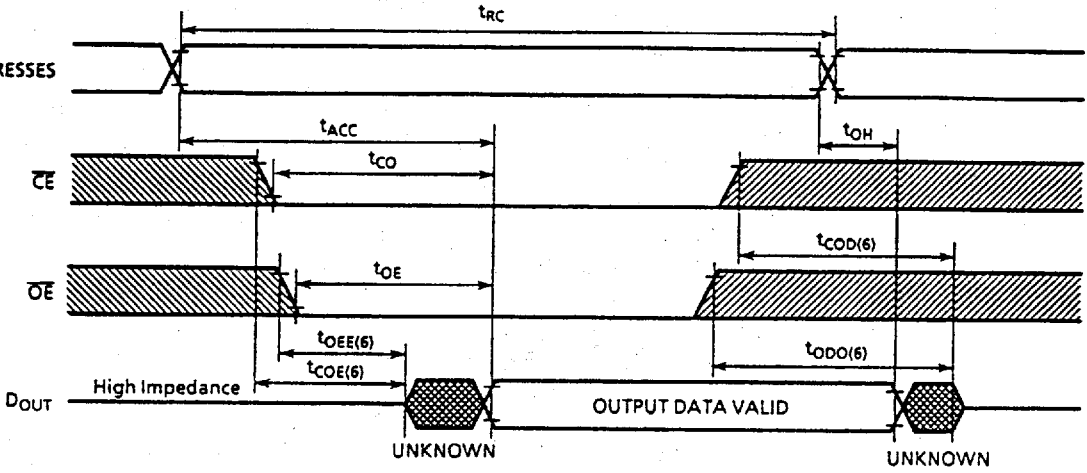 tRC
RESSES
tACC
tOH
tCO
CE
tCOD(6)
tOE
OE
tOEE(6)
tODO(6)
tCOE(6)
High Impedance
DOUT
OUTPUT DATA VALID
UNKNOWN
UNKNOWN